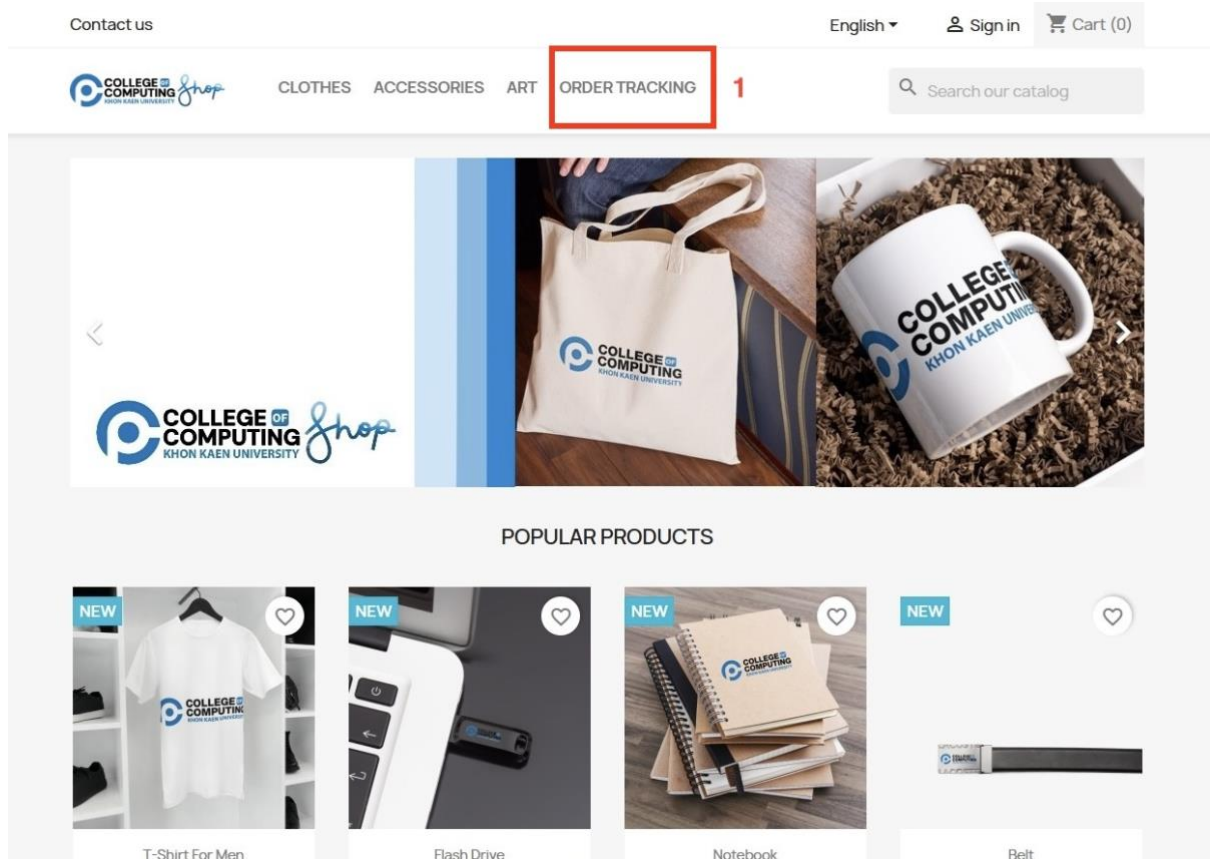 Contact us
English
Sign in
Cart (0)
COLLEGE OF
COMPUTING
KHON KAEN UNIVERSITY
Shop
CLOTHES
ACCESSORIES
ART
ORDER TRACKING
1
Search our catalog
COLLEGE OF
COMPUTING
KHON KAEN UNIVERSITY
Shop
COLLEGE OF
COMPUTING
KHON KAEN UNIVERSITY
COLLEGE
COMPUTING
KHON KAEN UNIVE
POPULAR PRODUCTS
NEW
NEW
NEW
NEW
COLLEGE OF
COMPUTING
KHON KAEN UNIVERSITY
COLLEGE OF
COMPUTING
T-Shirt For Men
Flash Drive
Notebook
Belt